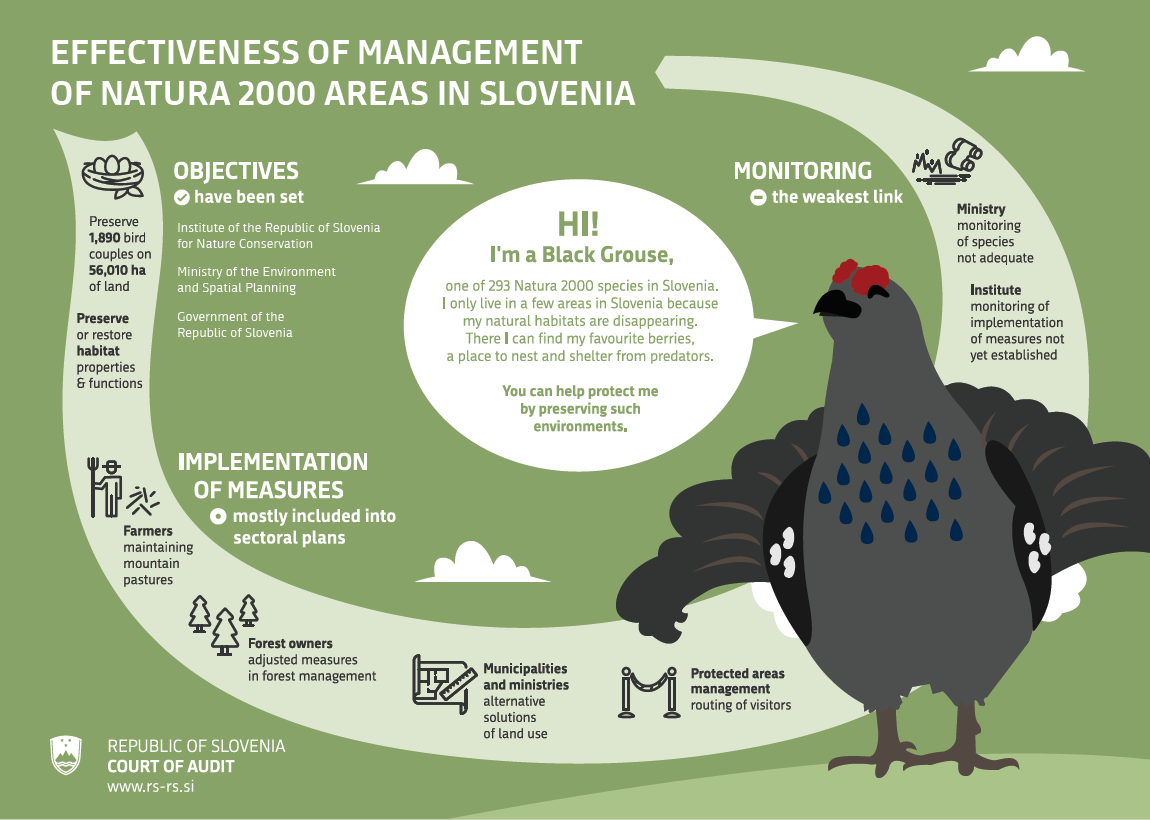 EFFECTIVENESS OF MANAGEMENT
OF NATURA 2000 AREAS IN SLOVENIA
OBJECTIVES
have been set
Institute of the Republic of Slovenia
for Nature Conservation
Ministry of the Environment
and Spatial Planning
Government of the
Republic of Slovenia
Preserve
1,890 bird
couples on
56,010 ha
of land
Preserve
or restore
habitat
properties
& functions
HI!
I'm a Black Grouse,
one of 293 Natura 2000 species in Slovenia.
I only live in a few areas in Slovenia because
my natural habitats are disappearing.
There I can find my favourite berries,
a place to nest and shelter from predators.
You can help protect me
by preserving such
environments.
MONITORING
the weakest link
Ministry
monitoring
of species
not adequate
Institute
monitoring of
implementation
of measures not
yet established
IMPLEMENTATION
OF MEASURES
mostly included into
sectoral plans
Farmers
maintaining
mountain
pastures
Forest owners
adjusted measures
in forest management
Municipalities
and ministries
alternative
solutions
of land use
Protected areas
management
routing of visitors
REPUBLIC OF SLOVENIA
COURT OF AUDIT
www.rs-rs.si